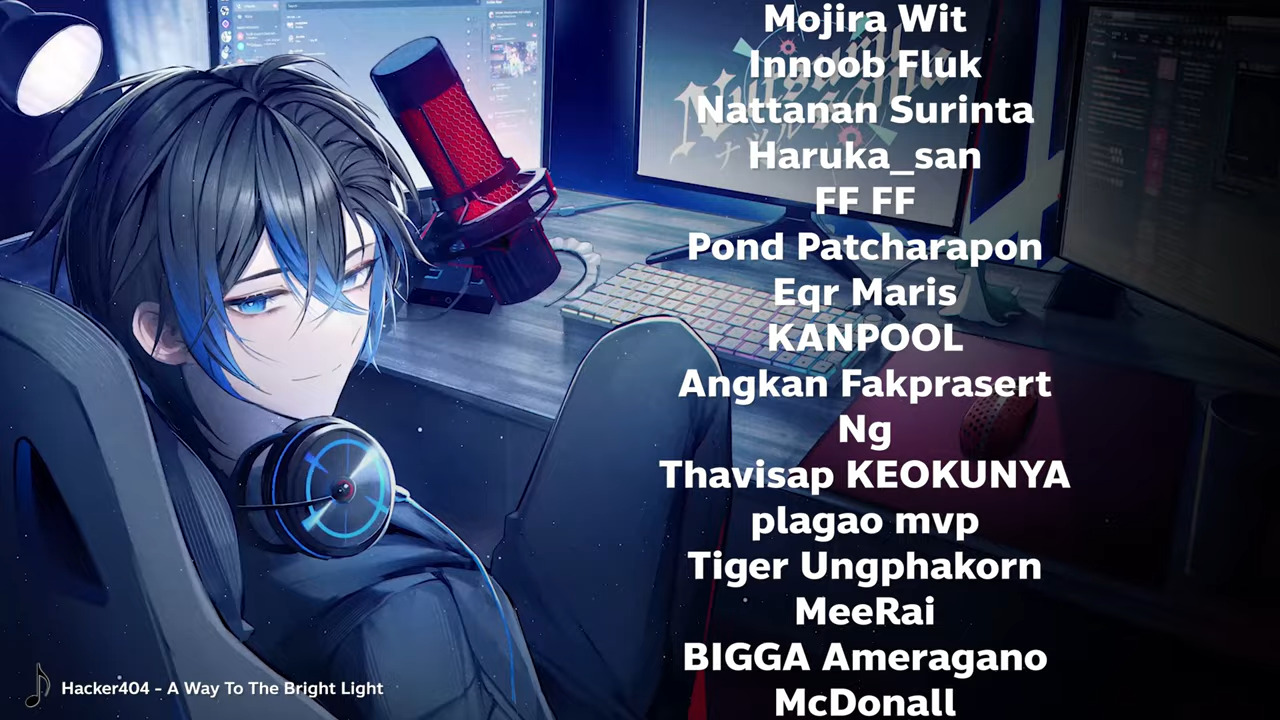 Mojira Wit
Innoob Fluk
Nattanan Surinta
Haruka_san
FF FF
Pond Patcharapon
Eqr Maris
KANPOOL
Angkan Fakprasert
Ng
Thavisap KEOKUNYA
plagao mvp
Tiger Ungphakorn
MeeRai
BIGGA Ameragano
McDonall
Hacker404 - A Way To The Bright Light